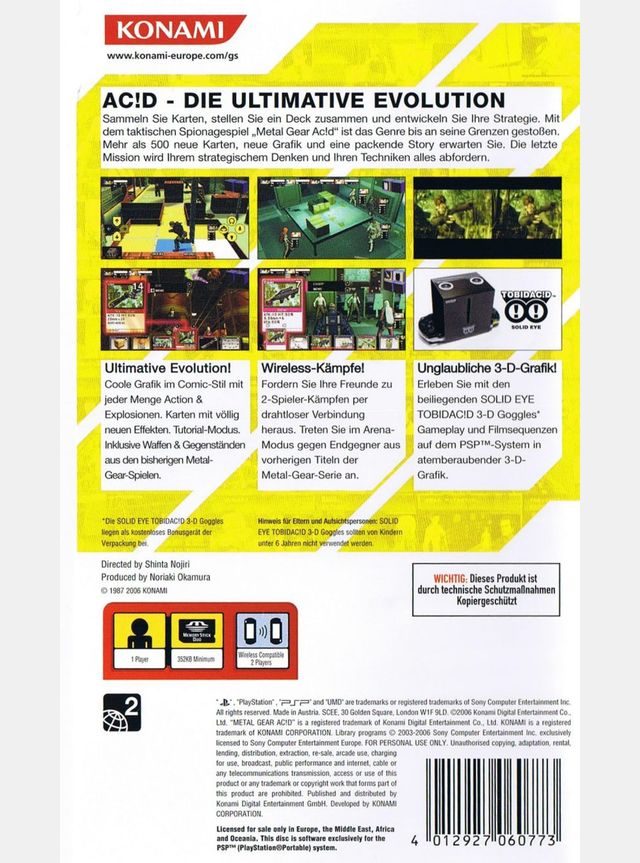 KONAMI
www.konami-europe.com/gs
AC!D - DIE ULTIMATIVE EVOLUTION
Sammeln Sie Karten, stellen Sie ein Deck zusammen und entwickeln Sie Ihre Strategie. Mit
dem taktischen Spionagespiel „Metal Gear Ac!d“ ist das Genre bis an seine Grenzen gestoßen.
Mehr als 500 neue Karten, neue Grafik und eine packende Story erwarten Sie. Die letzte
Mission wird Ihrem strategischem Denken und Ihren Techniken alles abfordern.
14
7
TOBIDAC!D
SOLID EYE
Ultimative Evolution!
Coole Grafik im Comic-Stil mit
jeder Menge Action &
Explosionen. Karten mit völlig
neuen Effekten. Tutorial-Modus.
Inklusive Waffen & Gegenständen
aus den bisherigen Metal-
Gear-Spielen.
Wireless-Kämpfe!
Fordern Sie Ihre Freunde zu
2-Spieler-Kämpfen per
drahtloser Verbindung
heraus. Treten Sie im Arena-
Modus gegen Endgegner aus
vorherigen Titeln der
Metal-Gear-Serie an.
Unglaubliche 3-D-Grafik!
Erleben Sie mit den
beiliegenden SOLID EYE
TOBIDAC!D 3-D Goggles*
Gameplay und Filmsequenzen
auf dem PSP™-System in
atemberaubender 3-D-
Grafik.
*Die SOLID EYE TOBIDAC!D 3-D Goggles
liegen als kostenloses Bonusgerät der
Verpackung bei.
Hinweis für Eltern und Aufsichtspersonen: SOLID
EYE TOBIDAC!D 3-D Goggles sollten von Kindern
unter 6 Jahren nicht verwendet werden.
Directed by Shinta Nojiri
Produced by Noriaki Okamura
© 1987 2006 KONAMI
WICHTIG: Dieses Produkt ist
durch technische Schutzmaßnahmen
Kopiergeschützt
1 Player
MEMORY STICK
DUO
352KB Minimum
Wireless Compatible
2 Players
2
" ", "PlayStation", "PSP" and "UMD" are trademarks or registered trademarks of Sony Computer Entertainment Inc.
All rights reserved. Made in Austria. SCEE, 30 Golden Square, London W1F 9LD. ©2006 Konami Digital Entertainment Co.,
Ltd. "METAL GEAR AC!D" is a registered trademark of Konami Digital Entertainment Co., Ltd. KONAMI is a registered
trademark of KONAMI CORPORATION. Library programs © 2003-2006 Sony Computer Entertainment Inc. exclusively
licensed to Sony Computer Entertainment Europe. FOR PERSONAL USE ONLY. Unauthorised copying, adaptation, rental,
lending, distribution, extraction, re-sale, arcade use, charging
for use, broadcast, public performance and internet, cable or
any telecommunications transmission, access or use of this
product or any trademark or copyright work that forms part of
this product are prohibited. Published and distributed by
Konami Digital Entertainment GmbH. Developed by KONAMI
CORPORATION.
Licensed for sale only in Europe, the Middle East, Africa
and Oceania. This disc is software exclusively for the
PSP™ (PlayStation®Portable) system.
4 012927 060773